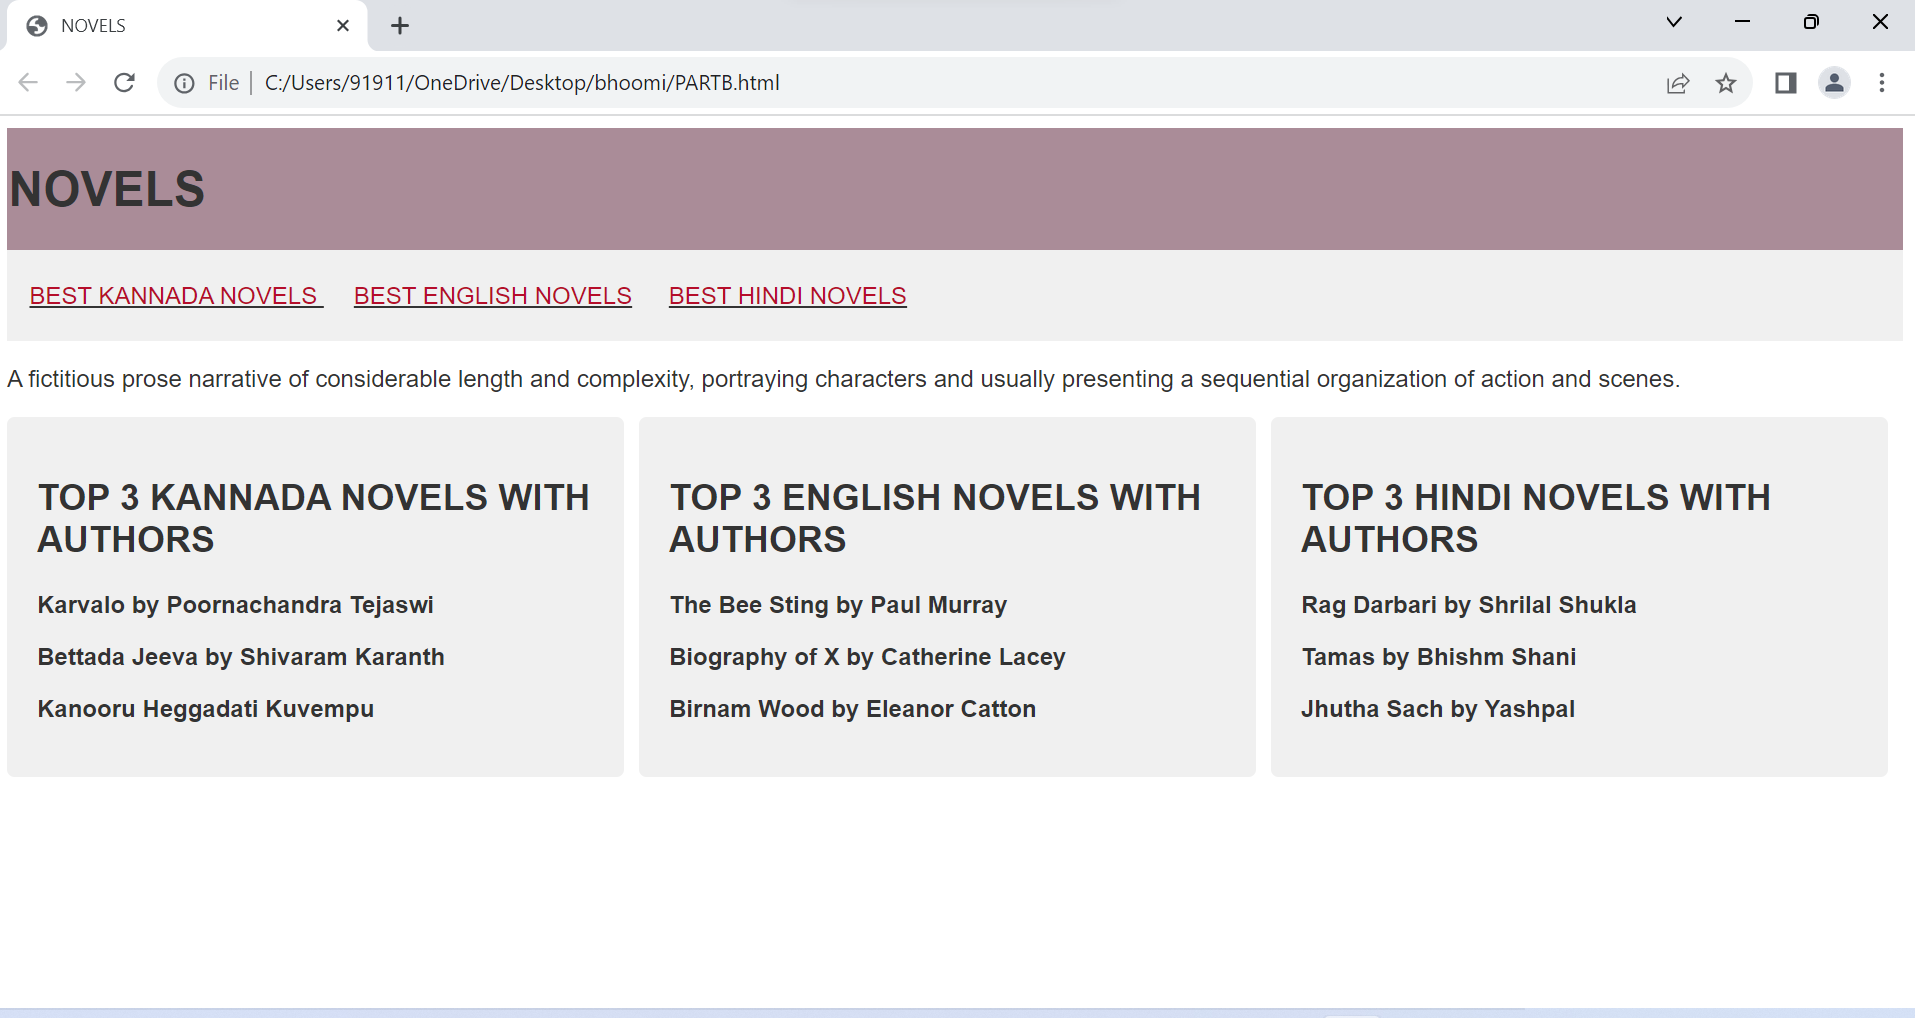 NOVELS
File C:/Users/91911/OneDrive/Desktop/bhoomi/PARTB.html
NOVELS
BEST KANNADA NOVELS BEST ENGLISH NOVELS BEST HINDI NOVELS
A fictitious prose narrative of considerable length and complexity, portraying characters and usually presenting a sequential organization of action and scenes.
TOP 3 KANNADA NOVELS WITH
AUTHORS
Karvalo by Poornachandra Tejaswi
Bettada Jeeva by Shivaram Karanth
Kanooru Heggadati Kuvempu
TOP 3 ENGLISH NOVELS WITH
AUTHORS
The Bee Sting by Paul Murray
Biography of X by Catherine Lacey
Birnam Wood by Eleanor Catton
TOP 3 HINDI NOVELS WITH
AUTHORS
Rag Darbari by Shrilal Shukla
Tamas by Bhishm Shani
Jhutha Sach by Yashpal